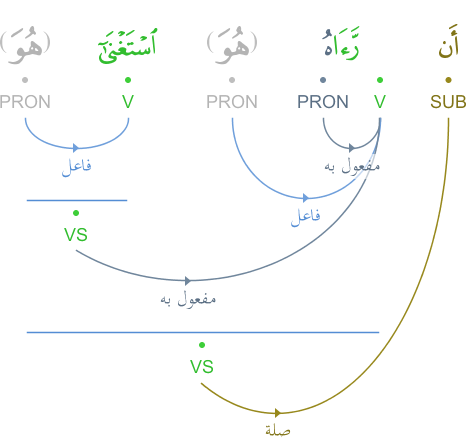 أَن رَّءَاهُ (هُوَ) ٱسْتَغْنَىٰٓ (هُوَ)
SUB V PRON PRON V PRON
مفعول به
فاعل
فاعل
VS
مفعول به
VS
صلة